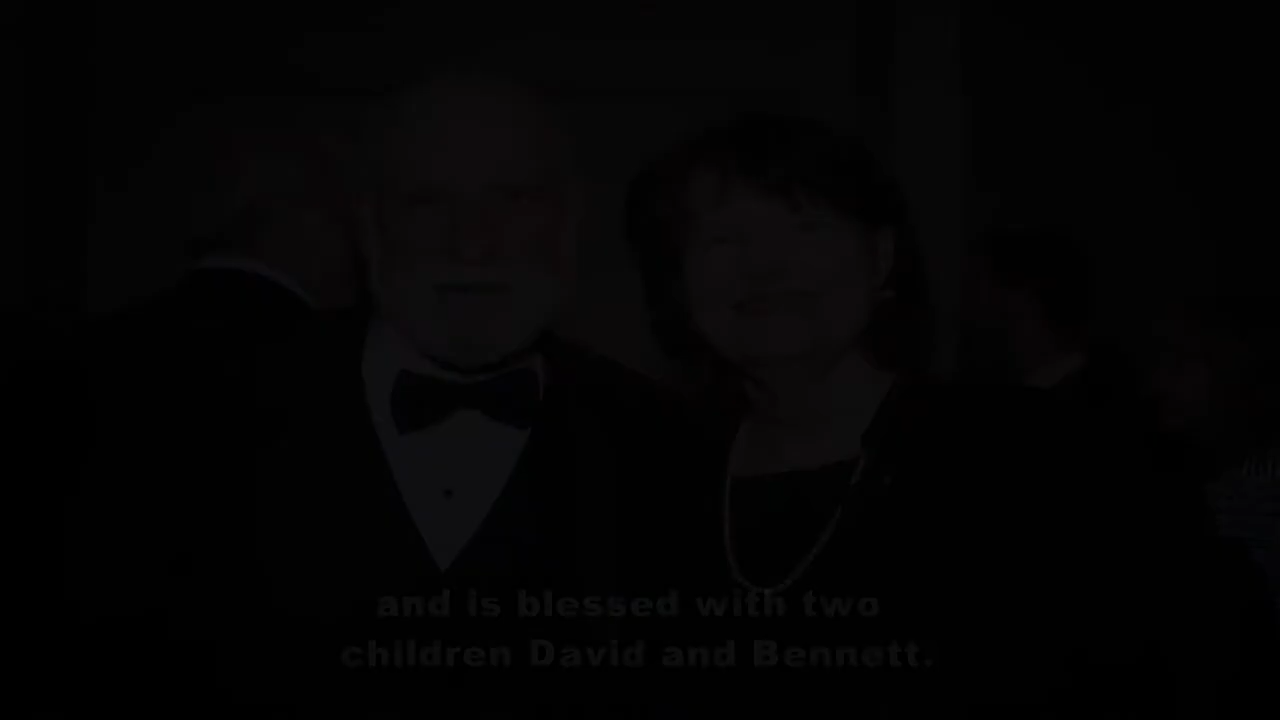 and is blessed with two
children David and Bennett.